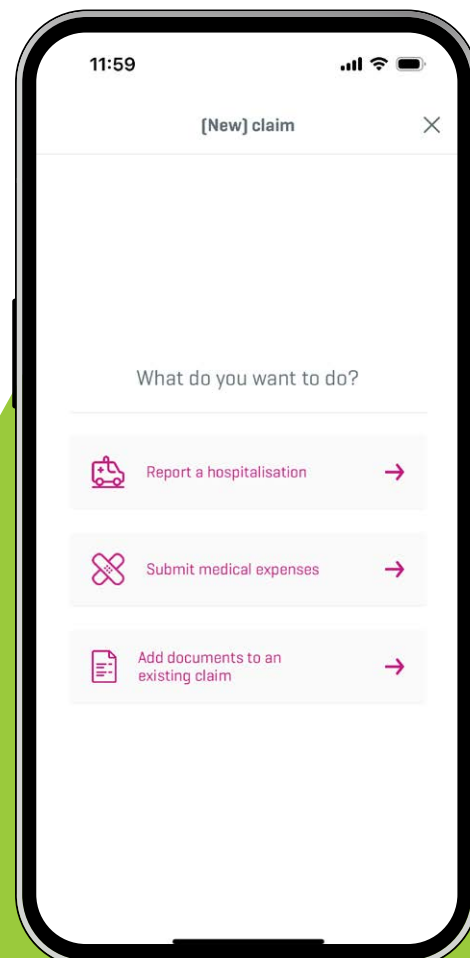 11:59
(New) claim
What do you want to do?
Report a hospitalisation
Submit medical expenses
Add documents to an
existing claim